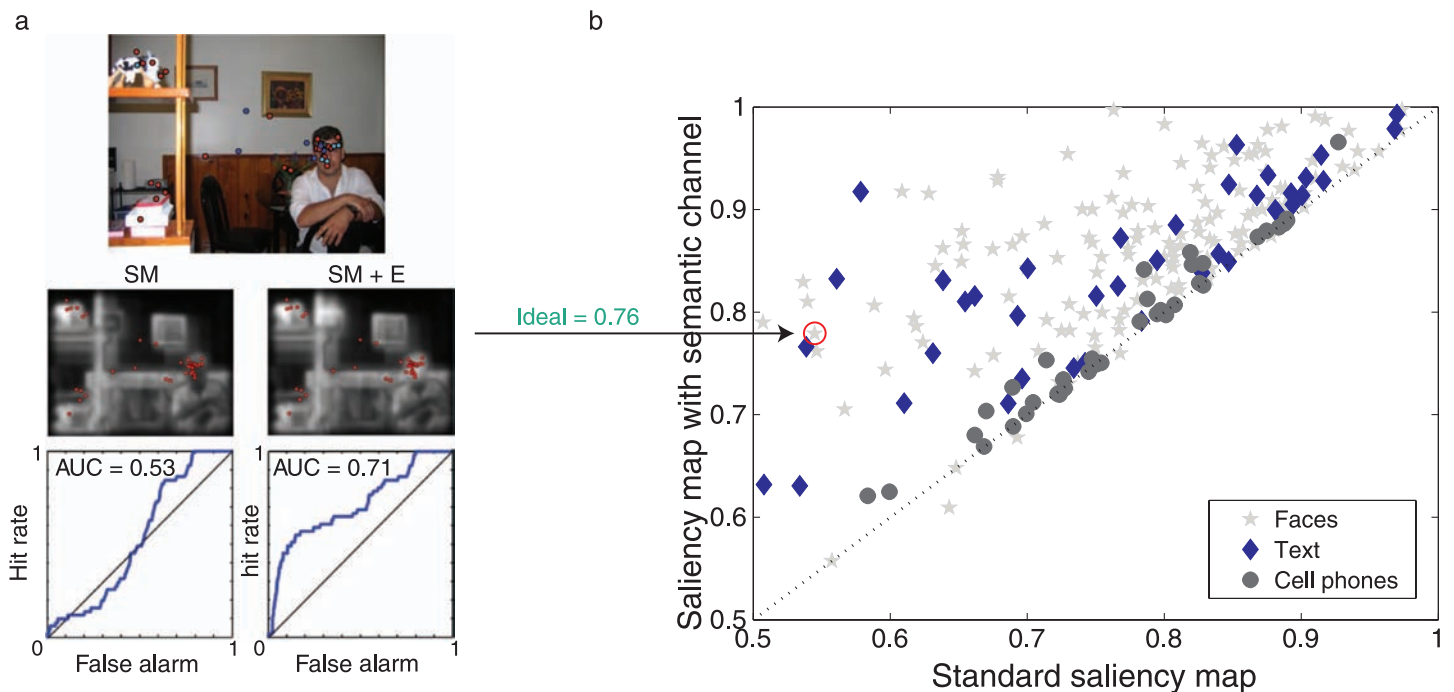 a
SM
SM + E
AUC = 0.53
AUC = 0.71
1
1
Hit rate
hit rate
0
1
0
1
False alarm
False alarm
Ideal = 0.76
b
Saliency map with semantic channel
1
0.9
0.8
0.7
0.6
0.5
0.5
0.6
0.7
0.8
0.9
1
Standard saliency map
Faces
Text
Cell phones